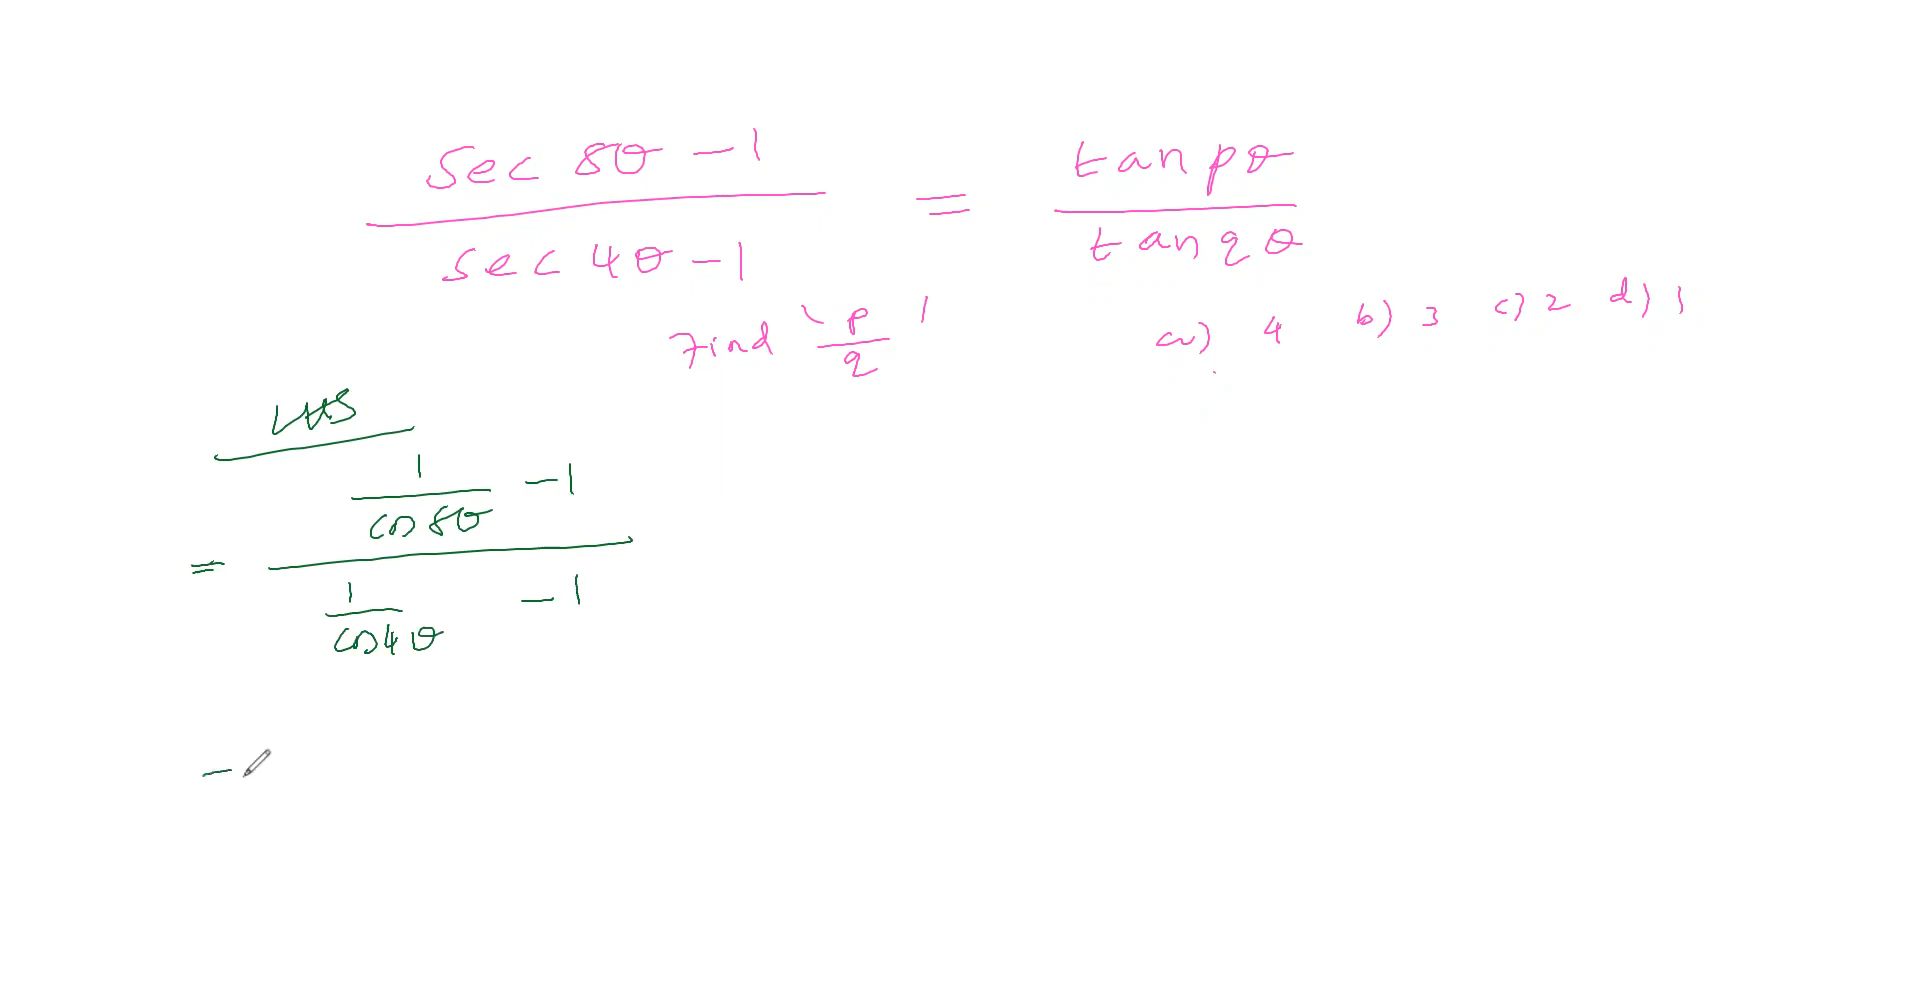 sec 8θ - 1 / sec 4θ - 1 = tan pθ / tan qθ
Find 'p/q' a) 4 b) 3 c) 2 d) 1
LHS
= (1/cos 8θ - 1) / (1/cos 4θ - 1)
-